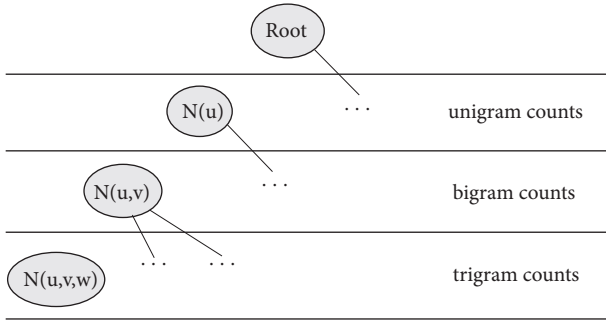 Root
N(u)
. . .
unigram counts
N(u,v)
. . .
bigram counts
N(u,v,w)
. . .
. . .
trigram counts